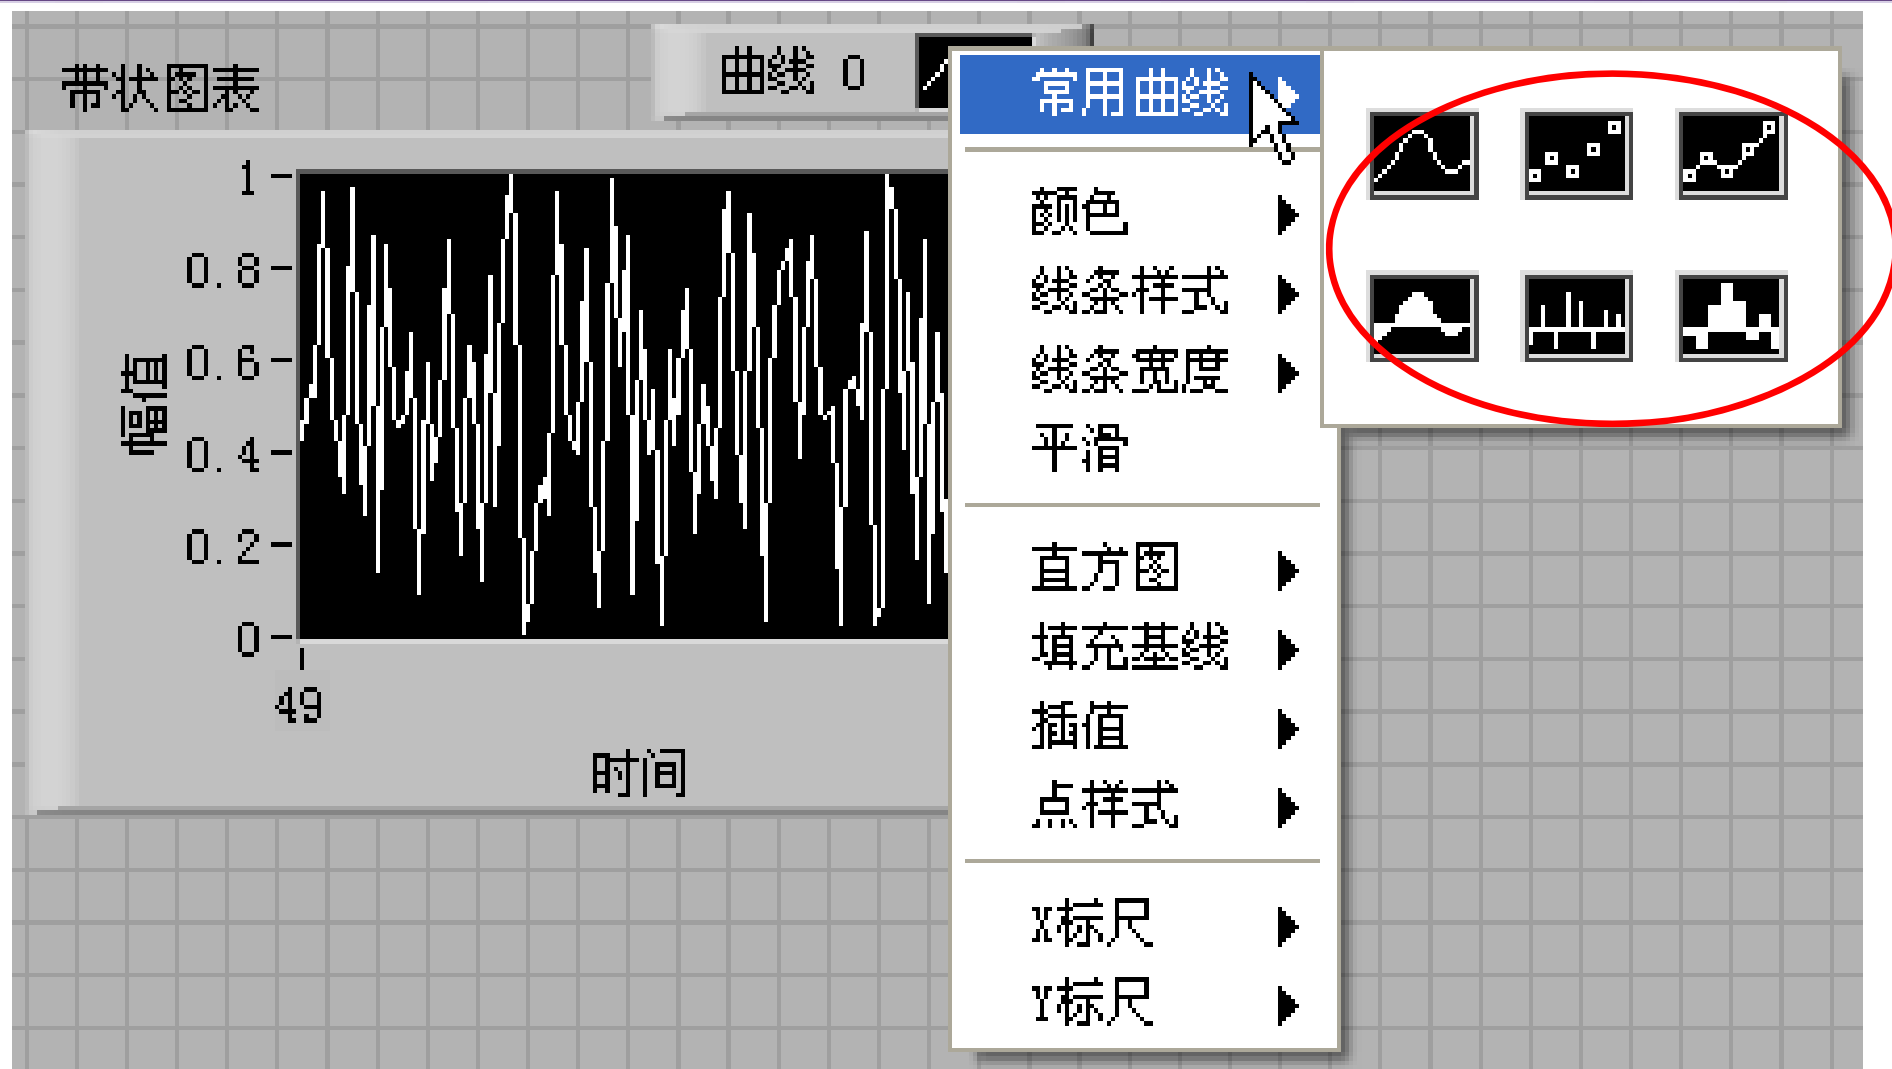 带状图表
曲线 0
幅值
1
0.8
0.6
0.4
0.2
0
49
时间
常用曲线
颜色
线条样式
线条宽度
平滑
直方图
填充基线
插值
点样式
X标尺
Y标尺